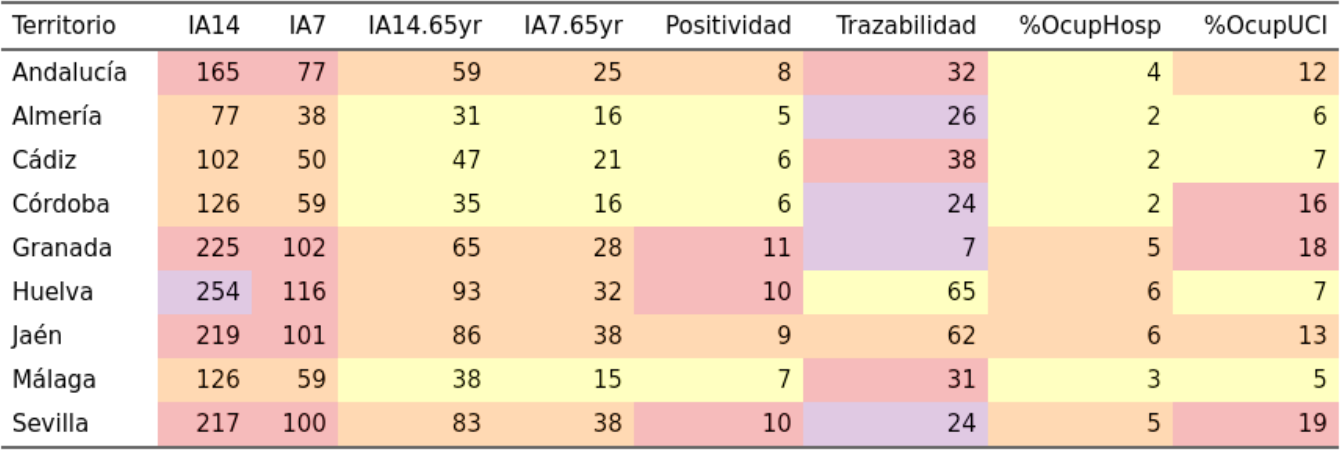 Territorio IA14 IA7 IA14.65yr IA7.65yr Positividad Trazabilidad %OcupHosp %OcupUCI
Andalucía 165 77 59 25 8 32 4 12
Almería 77 38 31 16 5 26 2 6
Cádiz 102 50 47 21 6 38 2 7
Córdoba 126 59 35 16 6 24 2 16
Granada 225 102 65 28 11 7 5 18
Huelva 254 116 93 32 10 65 6 7
Jaén 219 101 86 38 9 62 6 13
Málaga 126 59 38 15 7 31 3 5
Sevilla 217 100 83 38 10 24 5 19